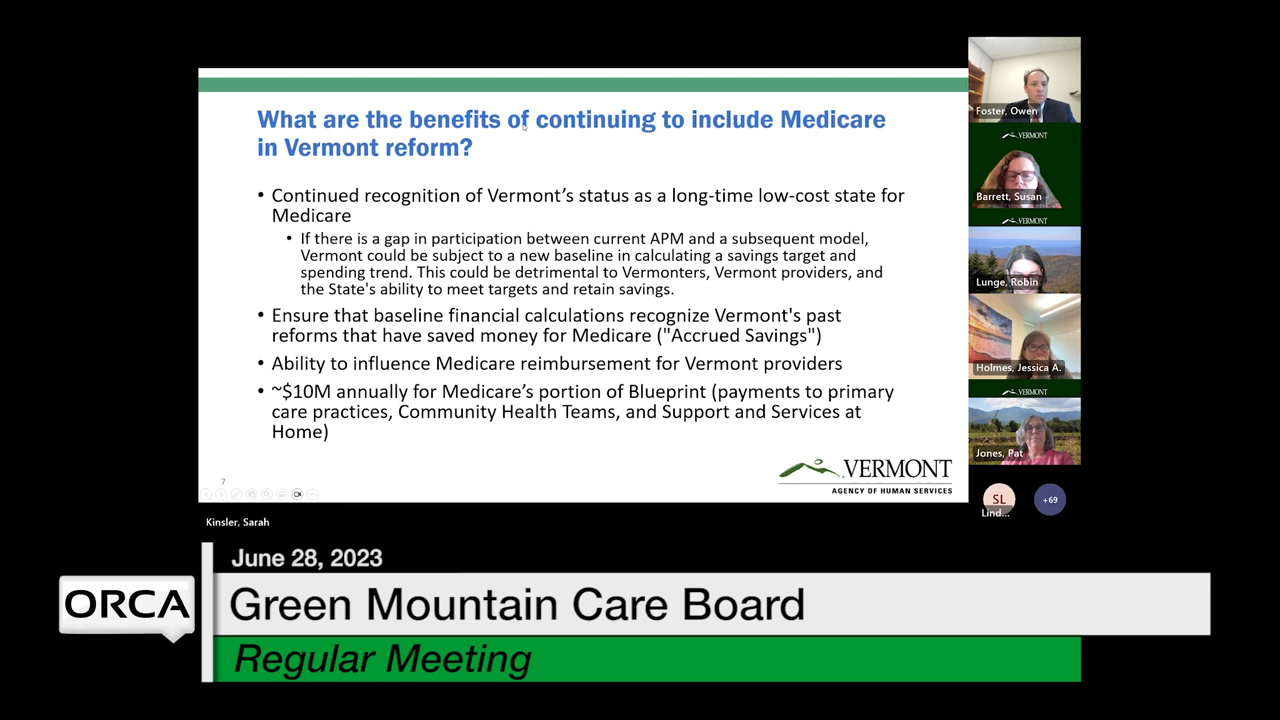 What are the benefits of continuing to include Medicare
in Vermont reform?
• Continued recognition of Vermont’s status as a long-time low-cost state for
Medicare
• If there is a gap in participation between current APM and a subsequent model,
Vermont could be subject to a new baseline in calculating a savings target and
spending trend. This could be detrimental to Vermonters, Vermont providers, and
the State's ability to meet targets and retain savings.
• Ensure that baseline financial calculations recognize Vermont's past
reforms that have saved money for Medicare ("Accrued Savings")
• Ability to influence Medicare reimbursement for Vermont providers
• ~$10M annually for Medicare’s portion of Blueprint (payments to primary
care practices, Community Health Teams, and Support and Services at
Home)
7
VERMONT
AGENCY OF HUMAN SERVICES
Foster, Owen
VERMONT
Barrett, Susan
VERMONT
Lunge, Robin
Holmes, Jessica A.
VERMONT
Jones, Pat
SL
Lind...
+69
Kinsler, Sarah
June 28, 2023
ORCA
Green Mountain Care Board
Regular Meeting